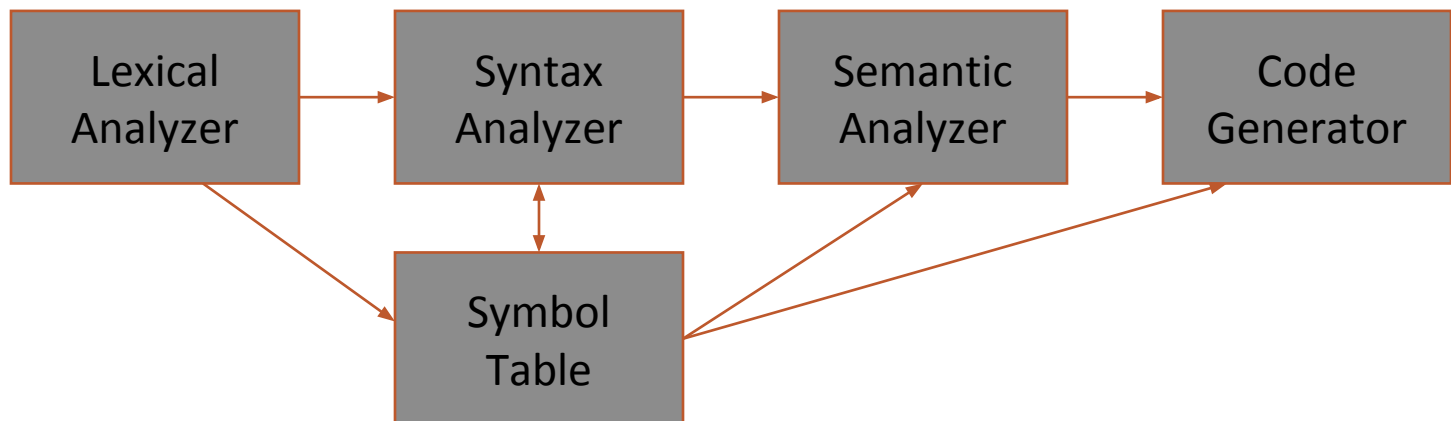 Lexical
Analyzer
Syntax
Analyzer
Semantic
Analyzer
Code
Generator
Symbol
Table